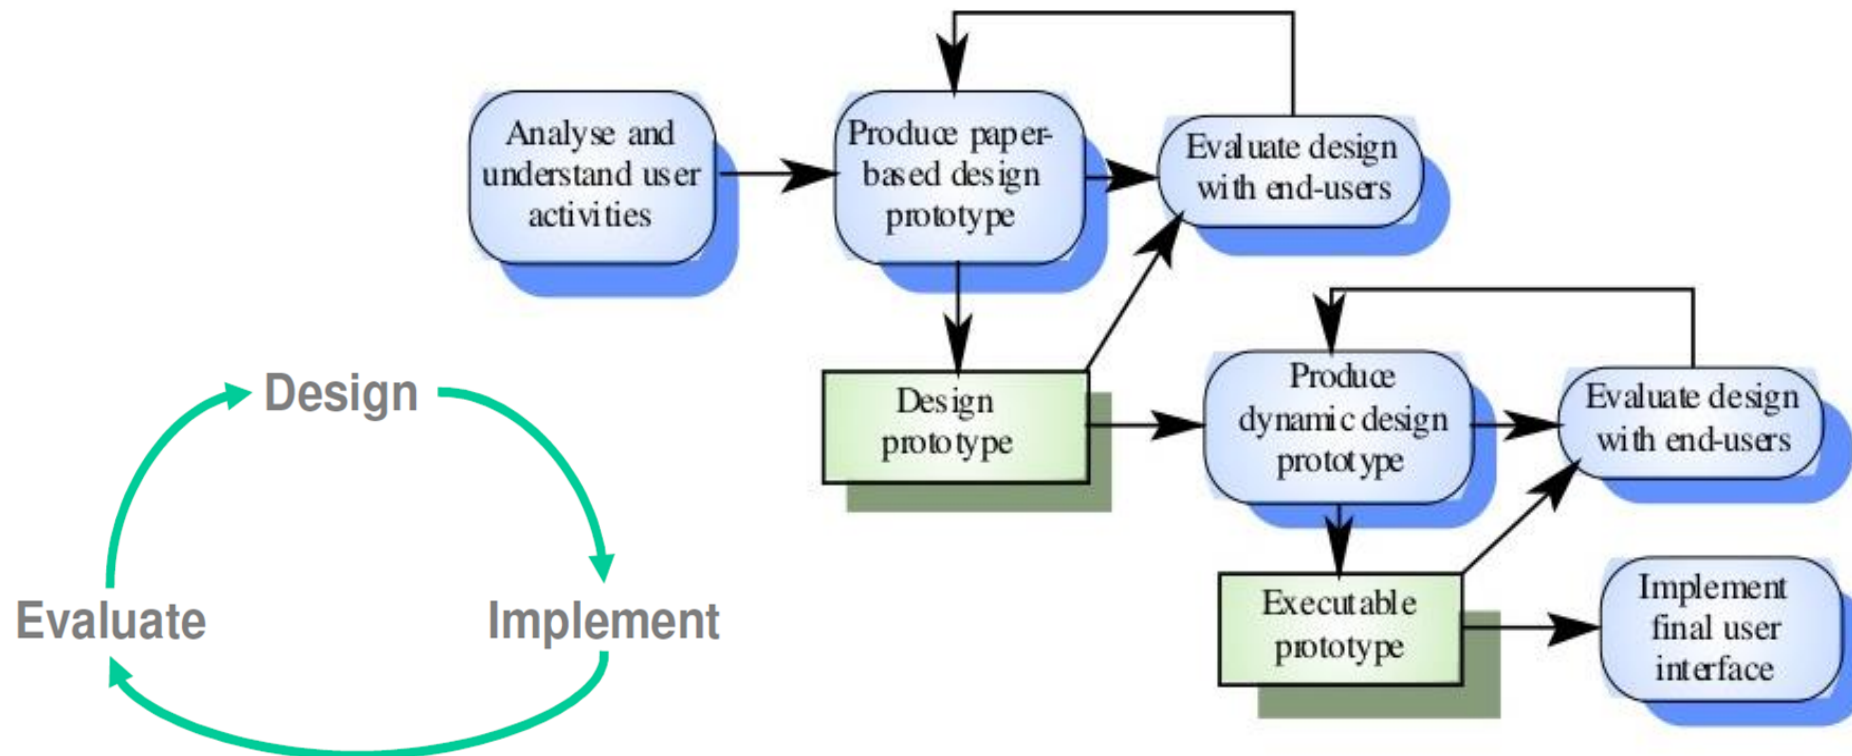 Analyse and
understand user
activities
Produce paper-
based design
prototype
Evaluate design
with end-users
Design
prototype
Produce
dynamic design
prototype
Evaluate design
with end-users
Executable
prototype
Implement
final user
interface
Design
Evaluate
Implement